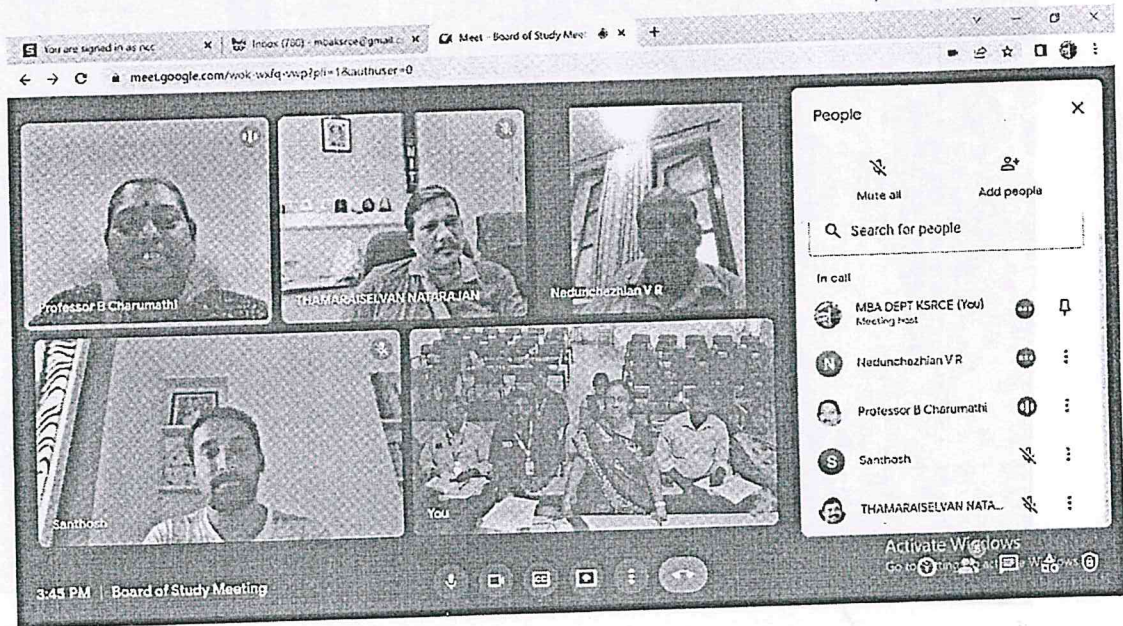 You are signed in as ncc
Inbox (780) - mbaksrce@gmail.c
Meet - Board of Study Meet
meet.google.com/wok-wxfq-vwp?pli=1&authuser=0
People
Mute all
Add people
Search for people
In call
MBA DEPT KSRCE (You)
Meeting host
Nedunchezhian V R
Professor B Charumathi
Santhosh
THAMARAISELVAN NATA...
Professor B Charumathi
THAMARAISELVAN NATARAJAN
Nedunchezhian V R
Santhosh
You
Activate Windows
Go to
3:45 PM | Board of Study Meeting